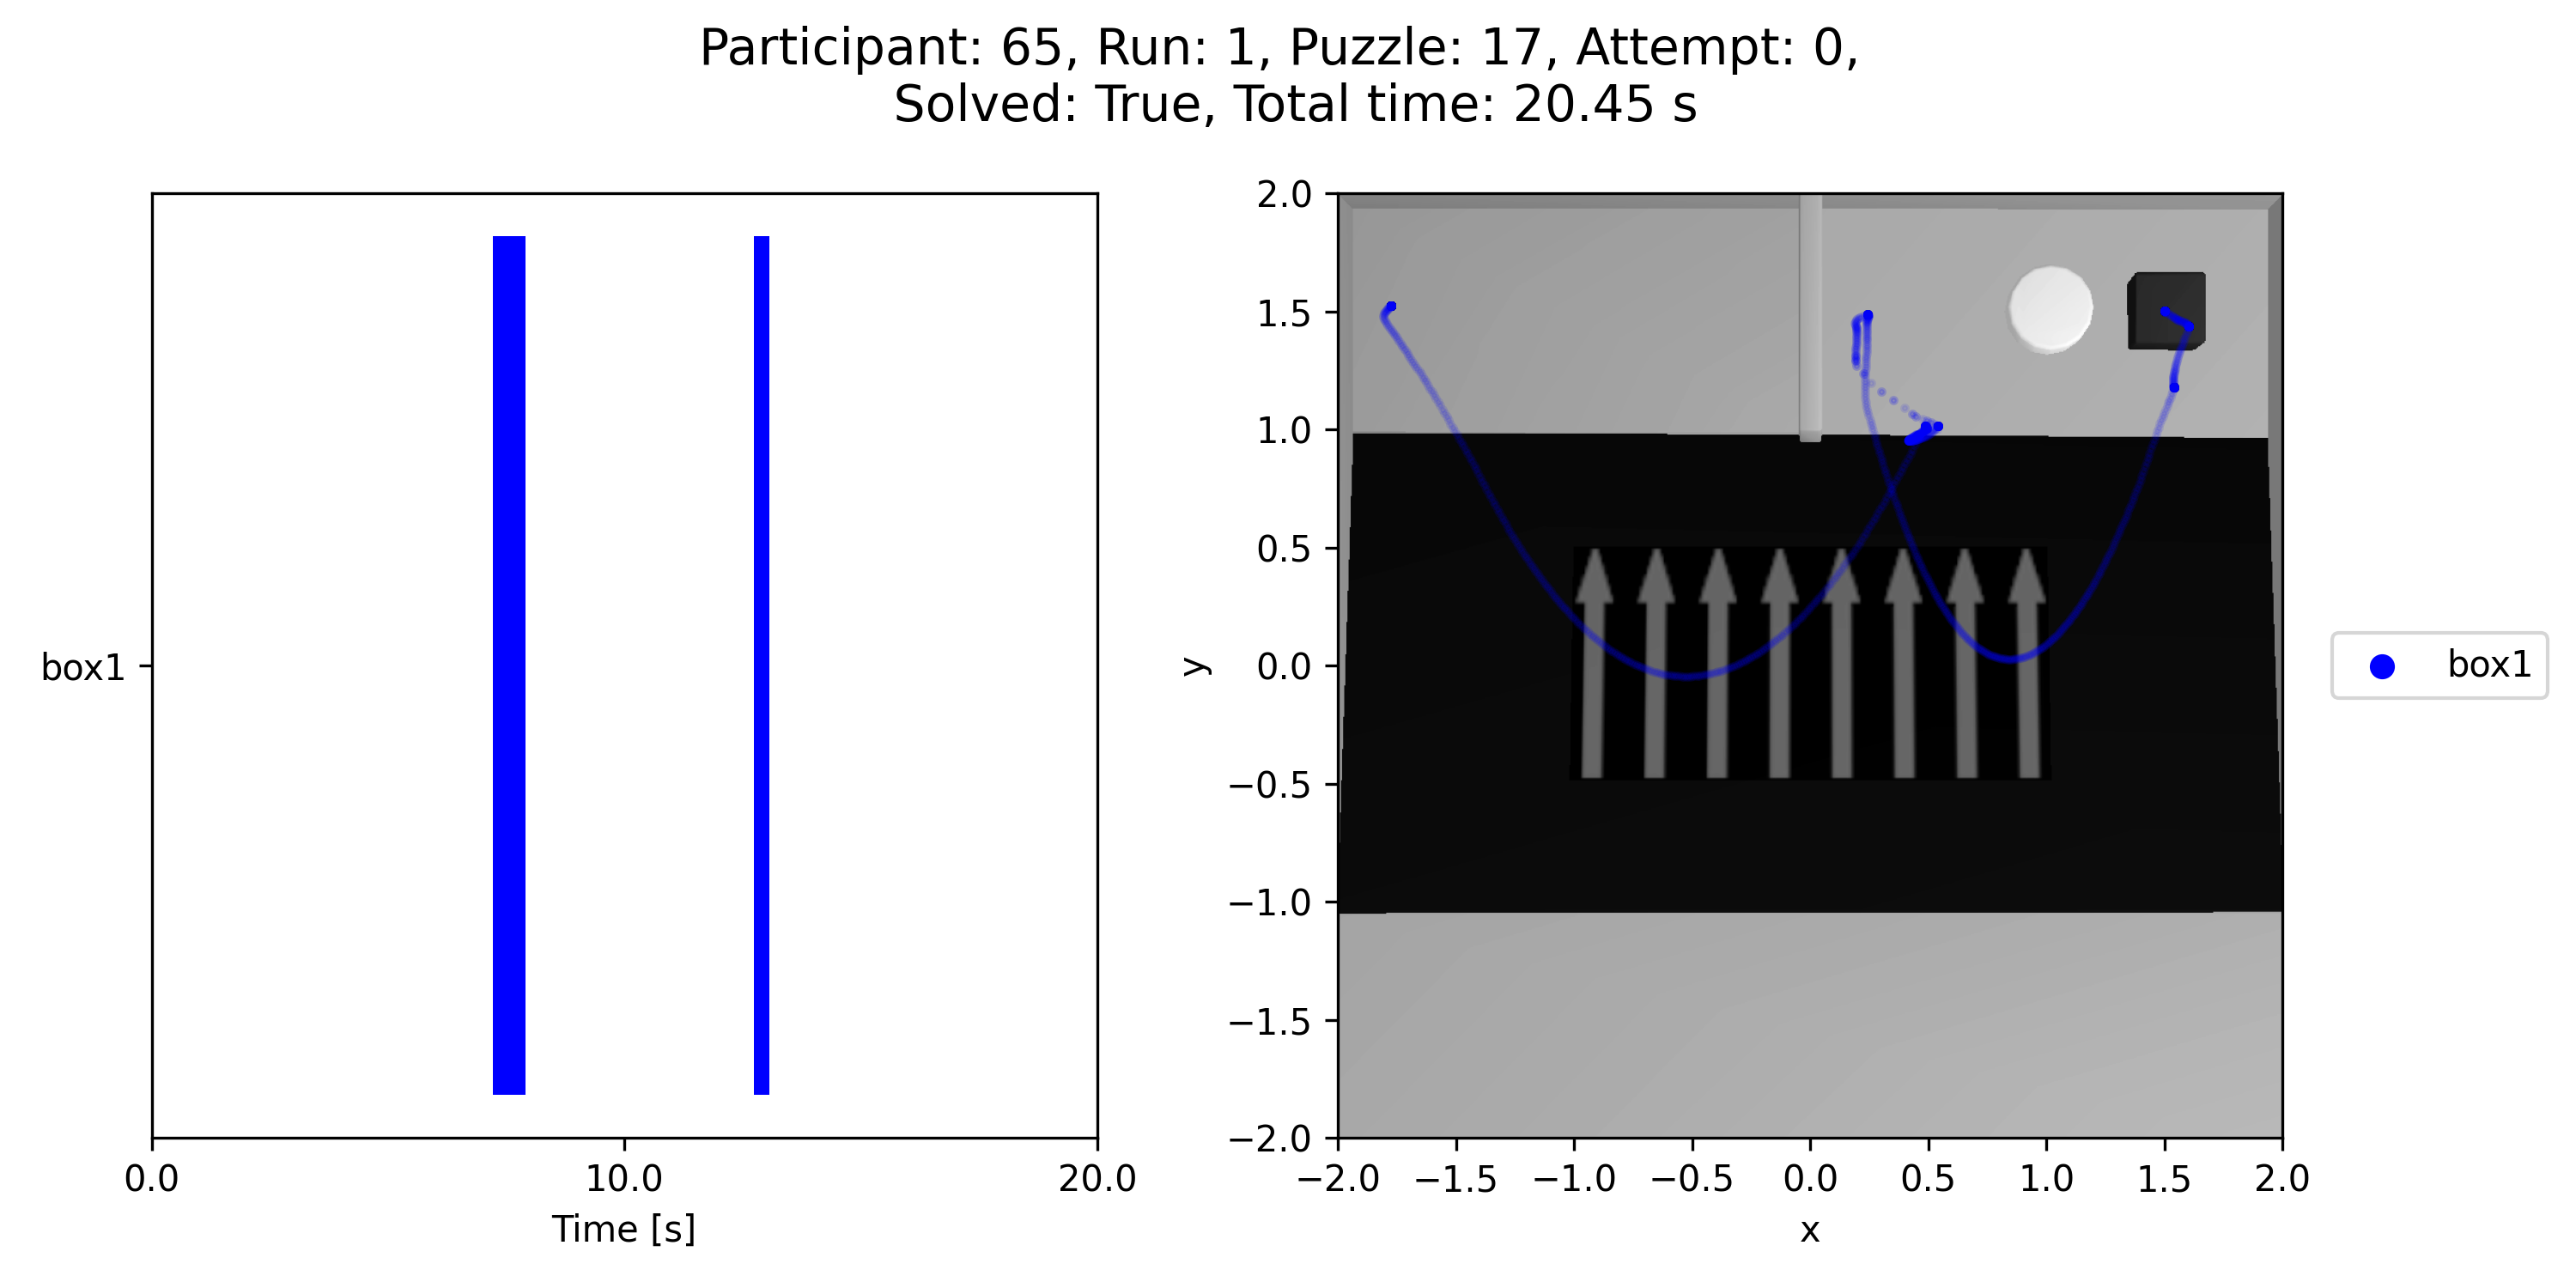 Participant: 65, Run: 1, Puzzle: 17, Attempt: 0,
Solved: True, Total time: 20.45 s
box1
0.0 10.0 20.0
Time [s]
2.0
1.5
1.0
0.5
0.0
−0.5
−1.0
−1.5
−2.0
y
−2.0 −1.5 −1.0 −0.5 0.0 0.5 1.0 1.5 2.0
x
box1